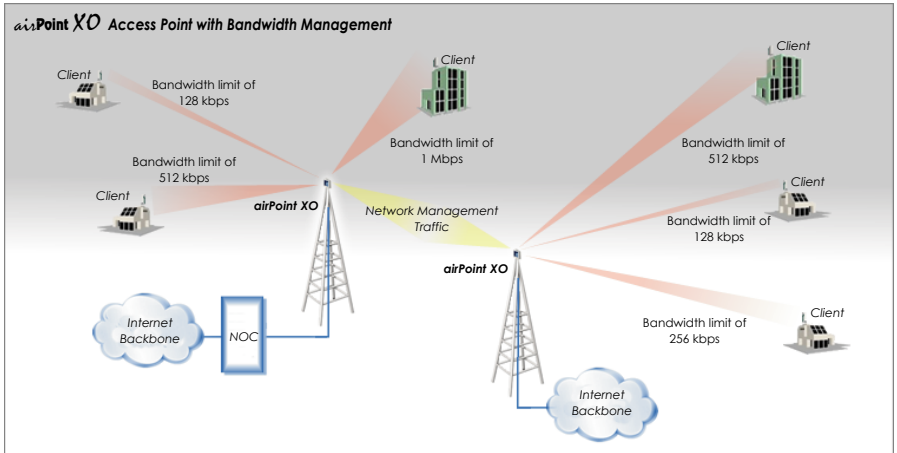 airPoint XO Access Point with Bandwidth Management
Client
Bandwidth limit of
128 kbps
Client
Bandwidth limit of
1 Mbps
Client
Bandwidth limit of
512 kbps
Bandwidth limit of
512 kbps
Client
airPoint XO
Network Management
Traffic
Client
Bandwidth limit of
128 kbps
airPoint XO
Internet
Backbone
NOC
Bandwidth limit of
256 kbps
Client
Internet
Backbone